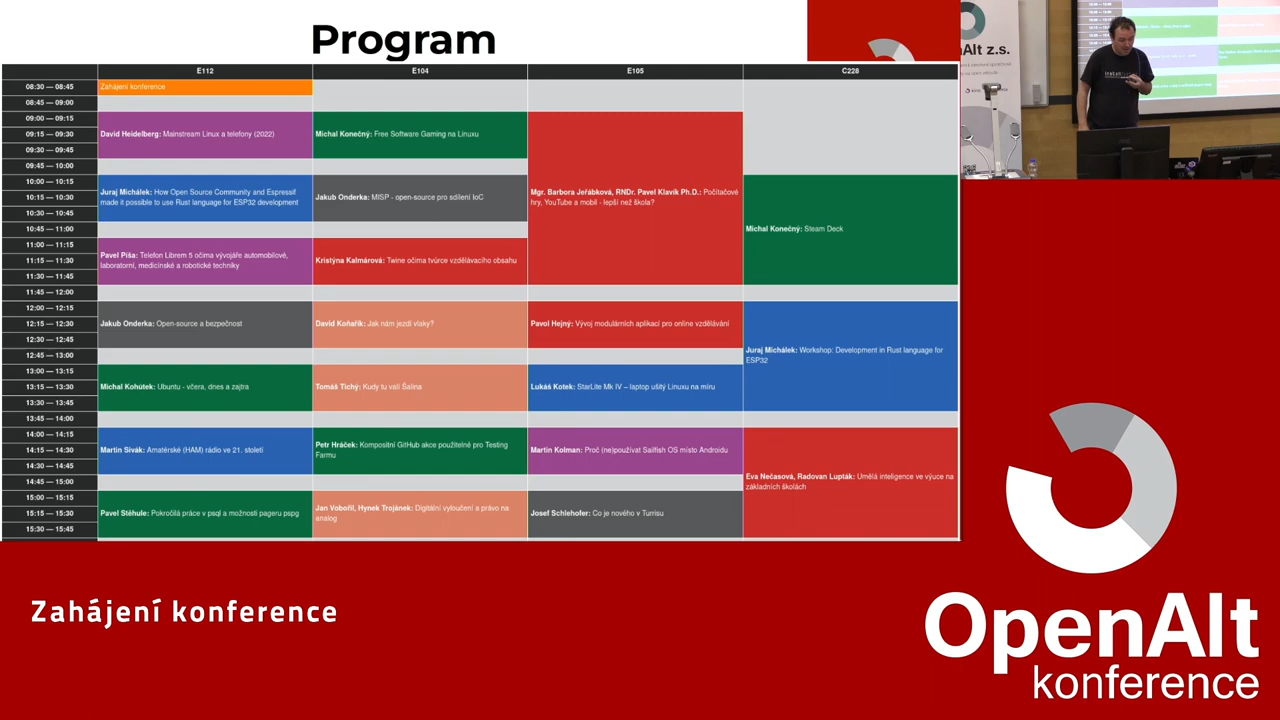 Program
E112 E104 E105 C228
08:30 — 08:45 Zahájení konference
08:45 — 09:00
09:00 — 09:15
09:15 — 09:30 David Heidelberg: Mainstream Linux a telefony (2022) Michal Konečný: Free Software Gaming na Linuxu
09:30 — 09:45
09:45 — 10:00
10:00 — 10:15
10:15 — 10:30
10:30 — 10:45
Juraj Michálek: How Open Source Community and Espressif
made it possible to use Rust language for ESP32 development
Jakub Onderka: MISP - open-source pro sdílení IoC
Mgr. Barbora Jeřábková, RNDr. Pavel Klavík Ph.D.: Počítačové
hry, YouTube a mobil - lepší než škola?
10:45 — 11:00
Michal Konečný: Steam Deck
11:00 — 11:15
11:15 — 11:30
11:30 — 11:45
Pavel Píša: Telefon Librem 5 očima vývojáře automobilové,
laboratorní, medicínské a robotické techniky
Kristýna Kalmárová: Twine očima tvůrce vzdělávacího obsahu
11:45 — 12:00
12:00 — 12:15
12:15 — 12:30 Jakub Onderka: Open-source a bezpečnost David Koňařík: Jak nám jezdí vlaky? Pavol Hejný: Vývoj modulárních aplikací pro online vzdělávání
12:30 — 12:45
12:45 — 13:00
Juraj Michálek: Workshop: Development in Rust language for
ESP32
13:00 — 13:15
13:15 — 13:30 Michal Kohútek: Ubuntu - včera, dnes a zajtra Tomáš Tichý: Kudy tu valí Šalina Lukáš Kotek: StarLite Mk IV – laptop ušitý Linuxu na míru
13:30 — 13:45
13:45 — 14:00
14:00 — 14:15
14:15 — 14:30
14:30 — 14:45
Martin Sivák: Amatérské (HAM) rádio ve 21. století
Petr Hráček: Kompositní GitHub akce použitelné pro Testing
Farmu
Martin Kolman: Proč (ne)používat Sailfish OS místo Androidu
14:45 — 15:00
Eva Nečasová, Radovan Lupták: Umělá inteligence ve výuce na
základních školách
15:00 — 15:15
15:15 — 15:30
15:30 — 15:45
Pavel Stěhule: Pokročilá práce v psql a možnosti pageru pspg
Jan Vobořil, Hynek Trojánek: Digitální vyloučení a právo na
analog
Josef Schlehofer: Co je nového v Turrisu
Alt z.s.
Zahájení konference
OpenAlt
konference